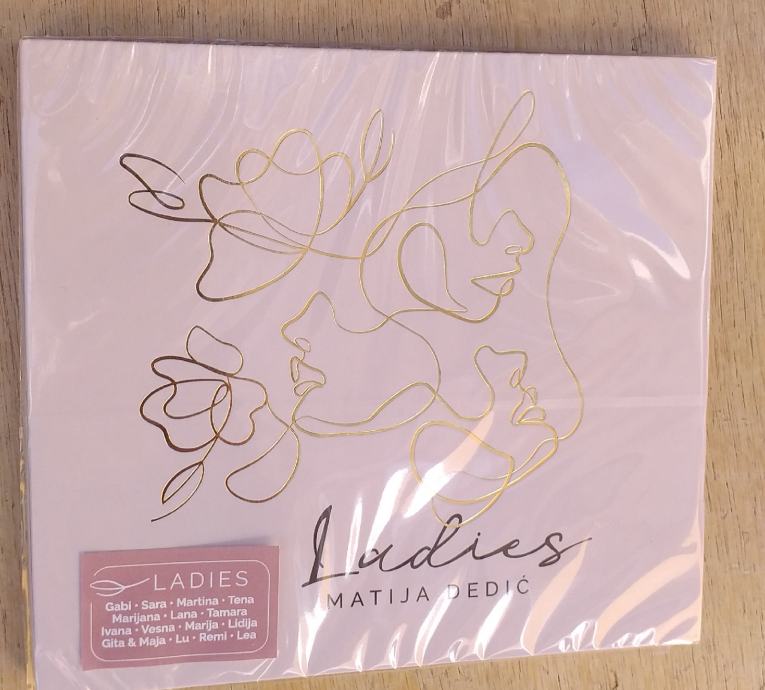 Ladies
MATIJA DEDIĆ
LADIES
Gabi • Sara • Martina • Tena
Marijana • Lana • Tamara
Ivana • Vesna • Marija • Lidija
Gita & Maja • Lu • Remi • Lea